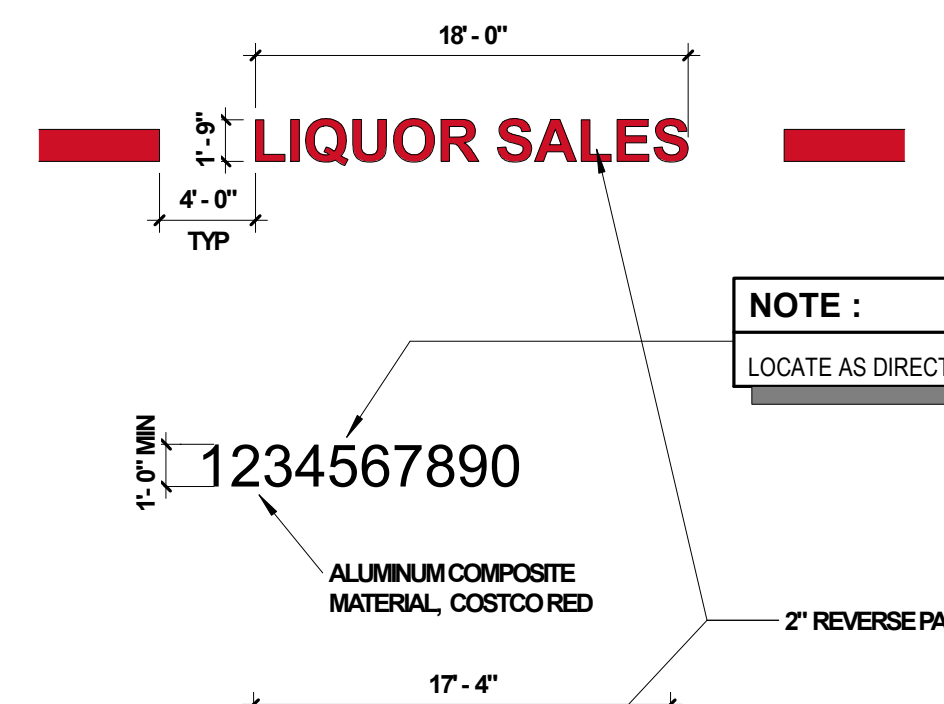 18'- 0"
1'- 9"
LIQUOR SALES
4'- 0"
TYP
NOTE :
LOCATE AS DIRECT
1'- 0" MIN
1234567890
ALUMINUM COMPOSITE
MATERIAL, COSTCO RED
2" REVERSE PA
17'- 4"